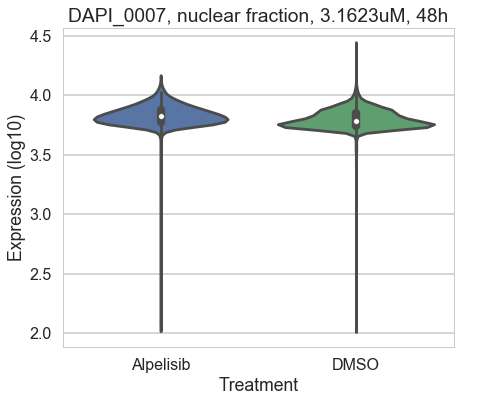 DAPI_0007, nuclear fraction, 3.1623uM, 48h
4.5
4.0
3.5
3.0
2.5
2.0
Expression (log10)
Alpelisib
DMSO
Treatment